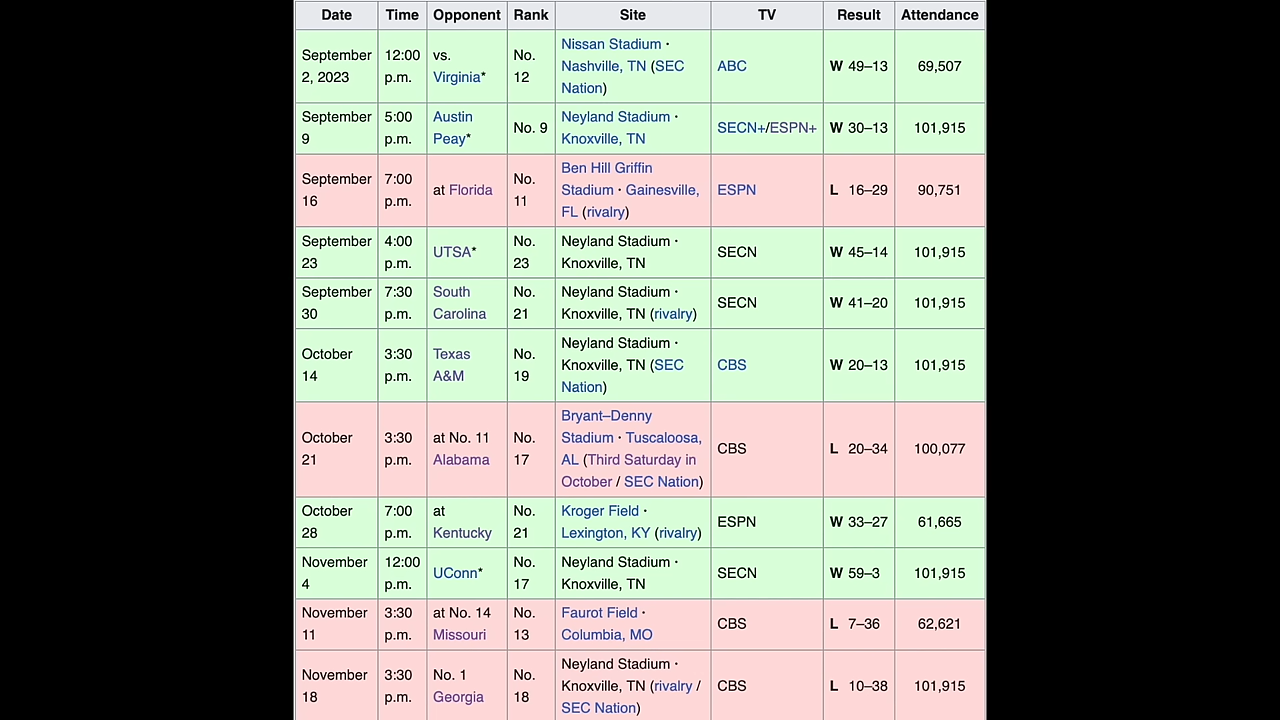 Date Time Opponent Rank Site TV Result Attendance
September 2, 2023 12:00 p.m. vs. Virginia* No. 12 Nissan Stadium · Nashville, TN (SEC Nation) ABC W 49–13 69,507
September 9 5:00 p.m. Austin Peay* No. 9 Neyland Stadium · Knoxville, TN SECN+/ESPN+ W 30–13 101,915
September 16 7:00 p.m. at Florida No. 11 Ben Hill Griffin Stadium · Gainesville, FL (rivalry) ESPN L 16–29 90,751
September 23 4:00 p.m. UTSA* No. 23 Neyland Stadium · Knoxville, TN SECN W 45–14 101,915
September 30 7:30 p.m. South Carolina No. 21 Neyland Stadium · Knoxville, TN (rivalry) SECN W 41–20 101,915
October 14 3:30 p.m. Texas A&M No. 19 Neyland Stadium · Knoxville, TN (SEC Nation) CBS W 20–13 101,915
October 21 3:30 p.m. at No. 11 Alabama No. 17 Bryant–Denny Stadium · Tuscaloosa, AL (Third Saturday in October / SEC Nation) CBS L 20–34 100,077
October 28 7:00 p.m. at Kentucky No. 21 Kroger Field · Lexington, KY (rivalry) ESPN W 33–27 61,665
November 4 12:00 p.m. UConn* No. 17 Neyland Stadium · Knoxville, TN SECN W 59–3 101,915
November 11 3:30 p.m. at No. 14 Missouri No. 13 Faurot Field · Columbia, MO CBS L 7–36 62,621
November 18 3:30 p.m. No. 1 Georgia No. 18 Neyland Stadium · Knoxville, TN (rivalry / SEC Nation) CBS L 10–38 101,915